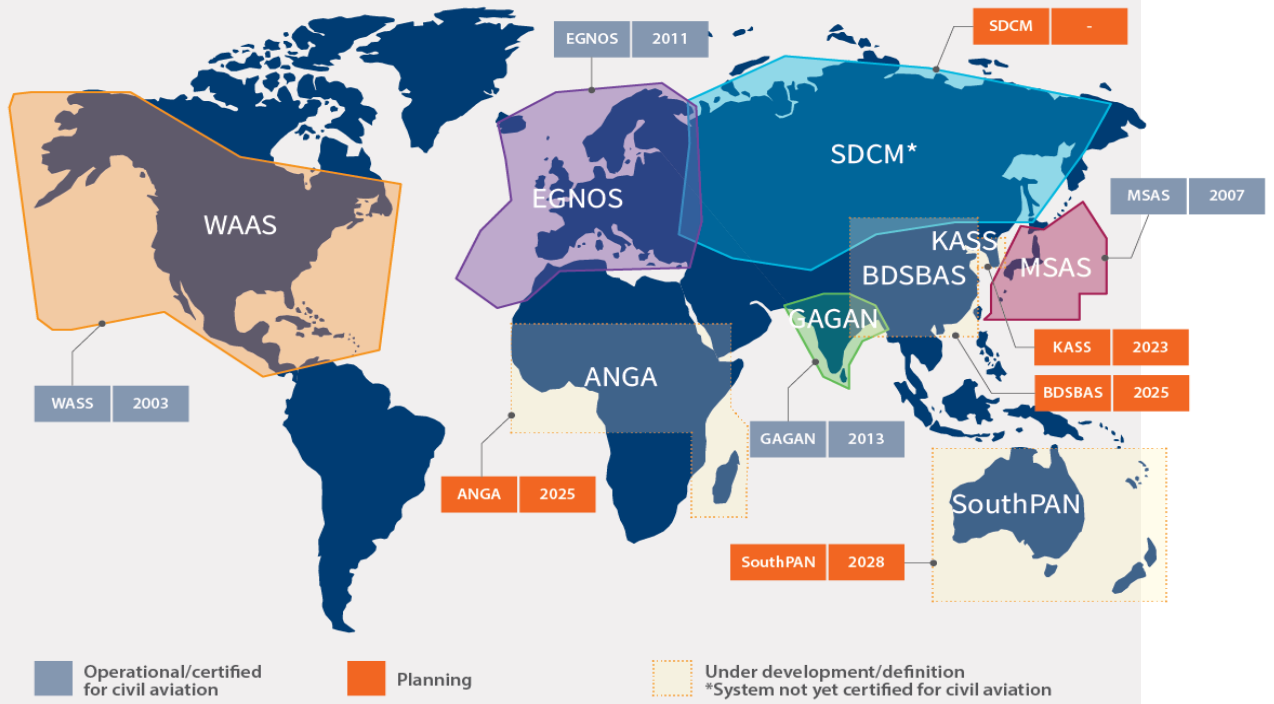 SDCM -
EGNOS 2011
SDCM*
EGNOS
WAAS
MSAS 2007
KASS
BDSBAS
MSAS
GAGAN
KASS 2023
ANGA
BDSBAS 2025
WASS 2003
GAGAN 2013
ANGA 2025
SouthPAN
SouthPAN 2028
Operational/certified
for civil aviation
Planning
Under development/definition
*System not yet certified for civil aviation